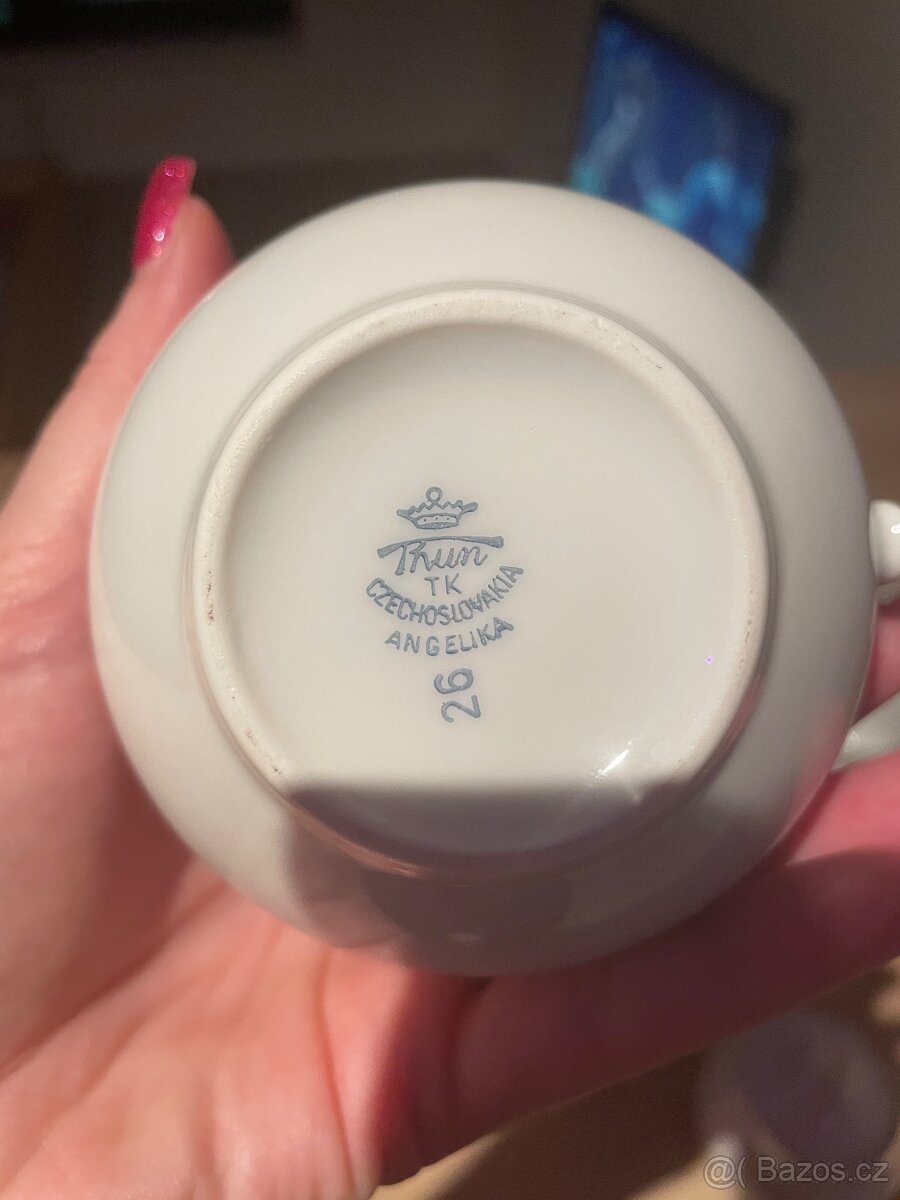 Thun
TK
CZECHOSLOVAKIA
ANGELIKA
26
@( Bazos.cz